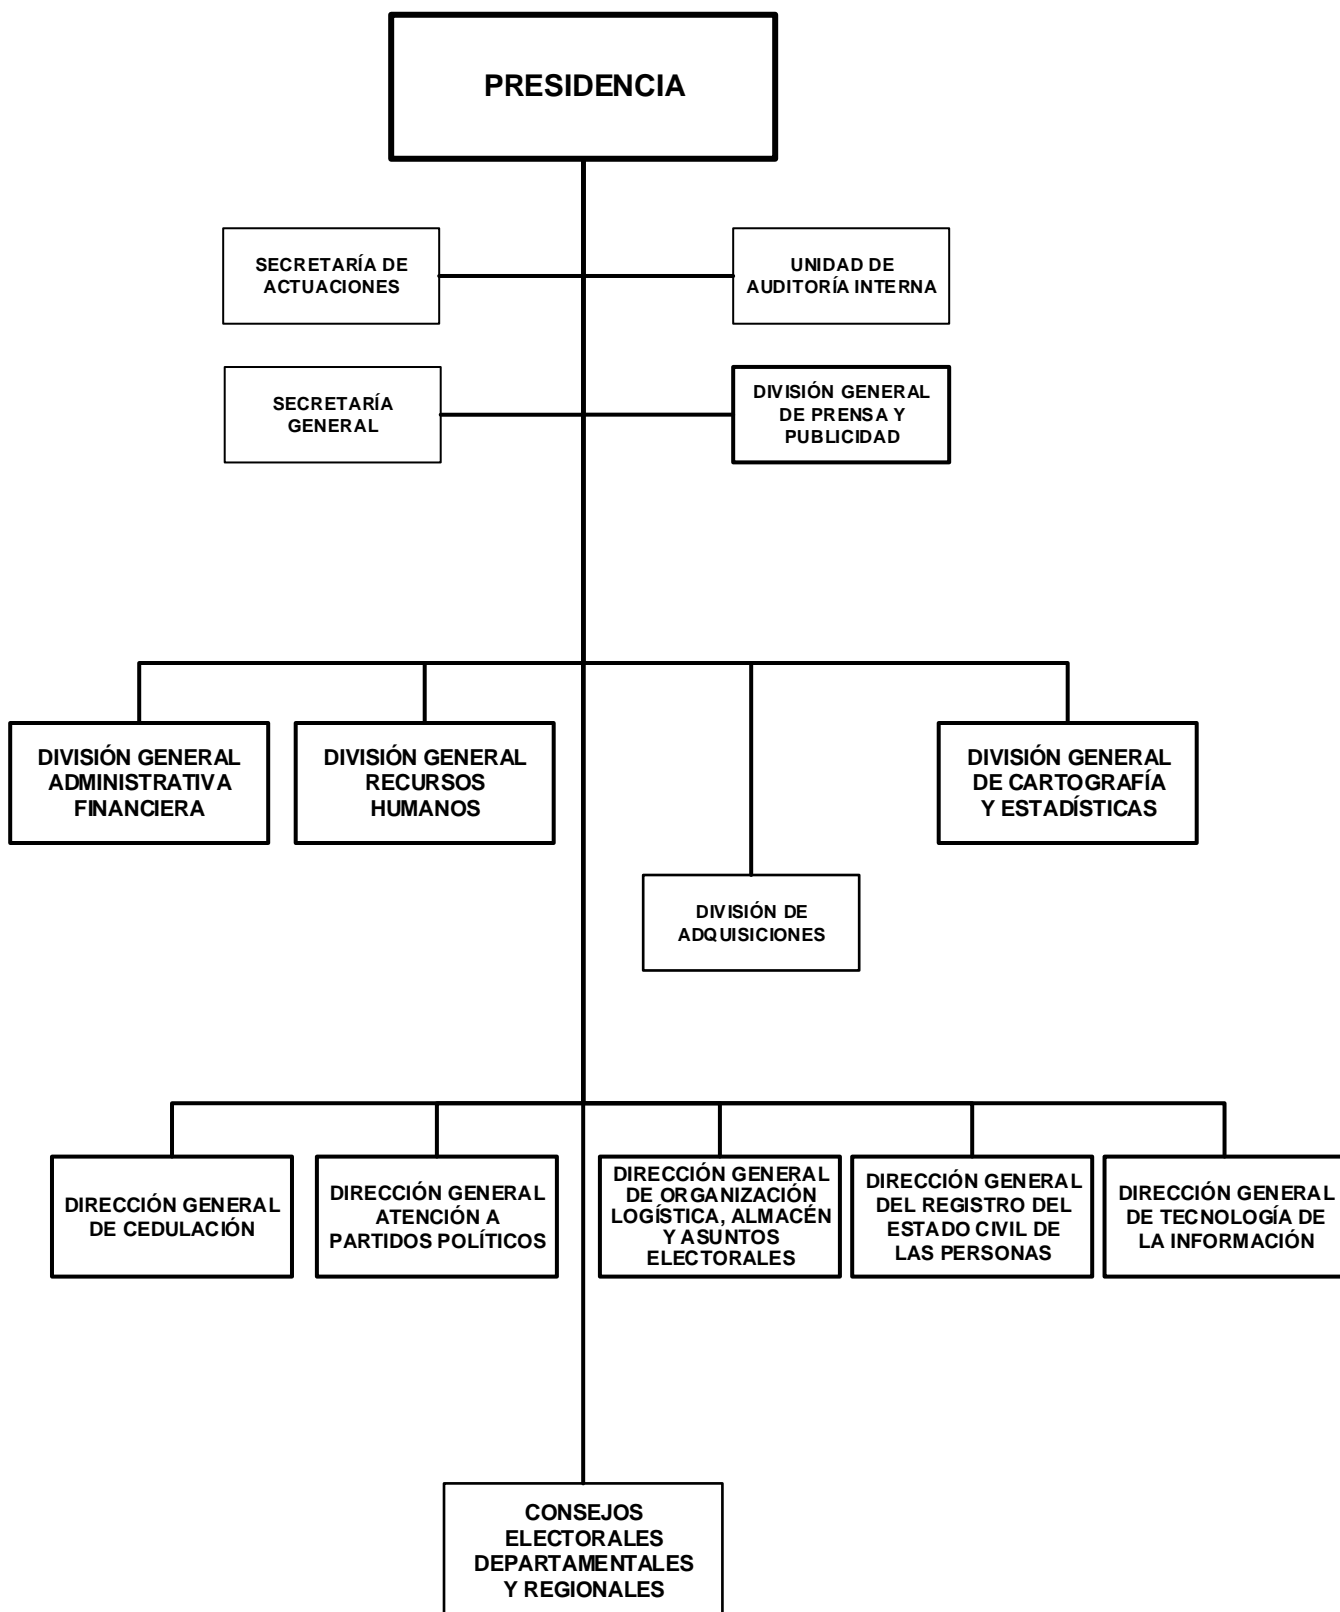 PRESIDENCIA
SECRETARÍA DE
ACTUACIONES
UNIDAD DE
AUDITORÍA INTERNA
SECRETARÍA
GENERAL
DIVISIÓN GENERAL
DE PRENSA Y
PUBLICIDAD
DIVISIÓN GENERAL
ADMINISTRATIVA
FINANCIERA
DIVISIÓN GENERAL
RECURSOS
HUMANOS
DIVISIÓN GENERAL
DE CARTOGRAFÍA
Y ESTADÍSTICAS
DIVISIÓN DE
ADQUISICIONES
DIRECCIÓN GENERAL
DE CEDULACIÓN
DIRECCIÓN GENERAL
ATENCIÓN A
PARTIDOS POLÍTICOS
DIRECCIÓN GENERAL
DE ORGANIZACIÓN
LOGÍSTICA, ALMACÉN
Y ASUNTOS
ELECTORALES
DIRECCIÓN GENERAL
DEL REGISTRO DEL
ESTADO CIVIL DE
LAS PERSONAS
DIRECCIÓN GENERAL
DE TECNOLOGÍA DE
LA INFORMACIÓN
CONSEJOS
ELECTORALES
DEPARTAMENTALES
Y REGIONALES